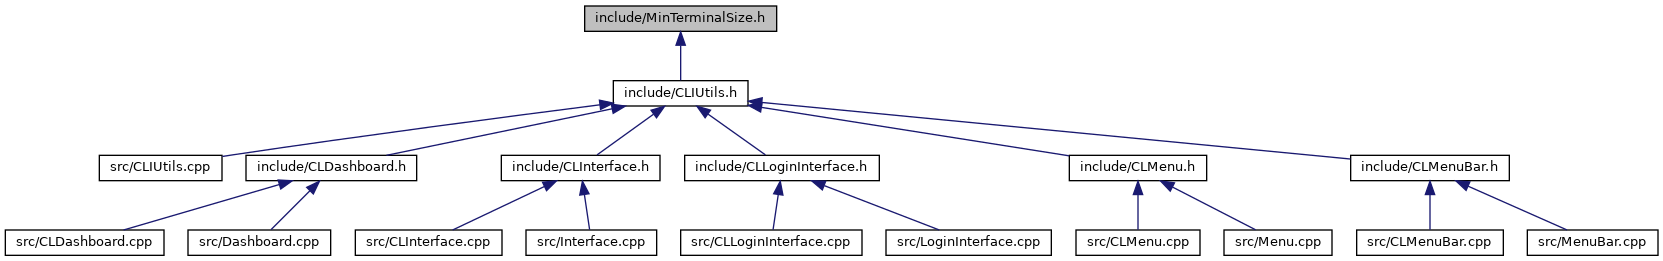 include/MinTerminalSize.h
include/CLIUtils.h
src/CLIUtils.cpp
include/CLDashboard.h
include/CLInterface.h
include/CLLoginInterface.h
include/CLMenu.h
include/CLMenuBar.h
src/CLDashboard.cpp
src/Dashboard.cpp
src/CLInterface.cpp
src/Interface.cpp
src/CLLoginInterface.cpp
src/LoginInterface.cpp
src/CLMenu.cpp
src/Menu.cpp
src/CLMenuBar.cpp
src/MenuBar.cpp